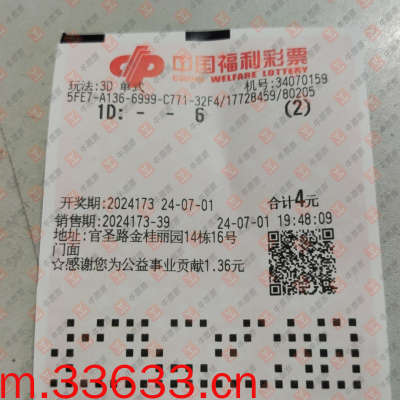 中国福利彩票
CHINA WELFARE LOTTERY
玩法:3D 单式 机号:34070159
5FE7-A136-6999-C771-32F4/17728459/80205
1D: - - 6 (2)
开奖期:2024173 24-07-01 合计4元
销售期:2024173-39 24-07-01 19:48:09
地址:官圣路金桂丽园14栋16号
门面
☆感谢您为公益事业贡献1.36元
m.33633.cn